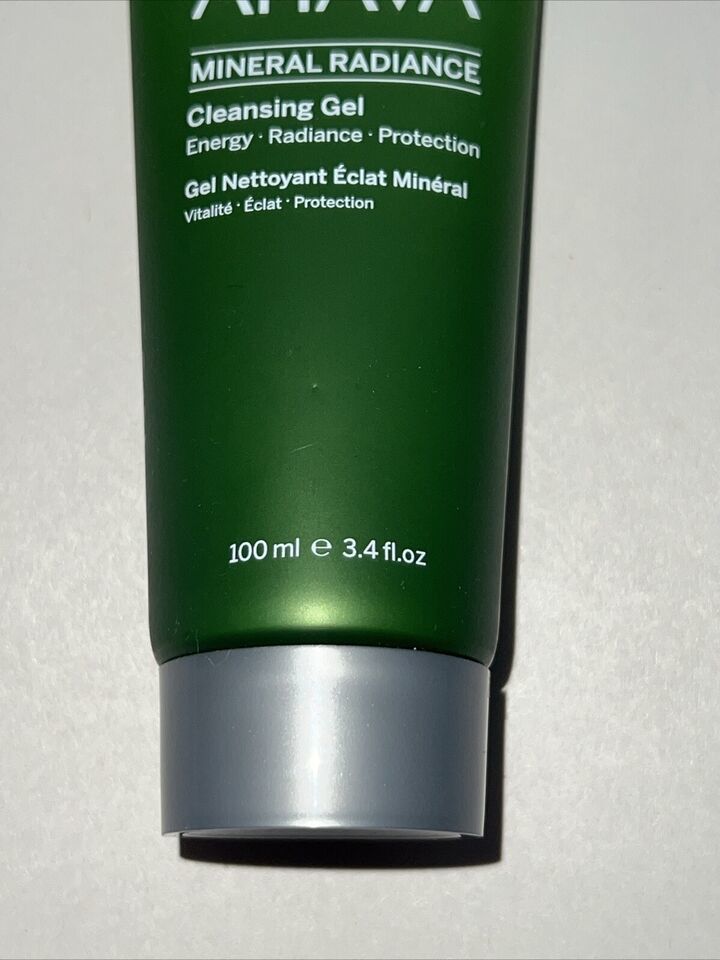 AHAVA
MINERAL RADIANCE
Cleansing Gel
Energy · Radiance · Protection
Gel Nettoyant Éclat Minéral
Vitalité · Éclat · Protection
100 ml ℮ 3.4 fl.oz